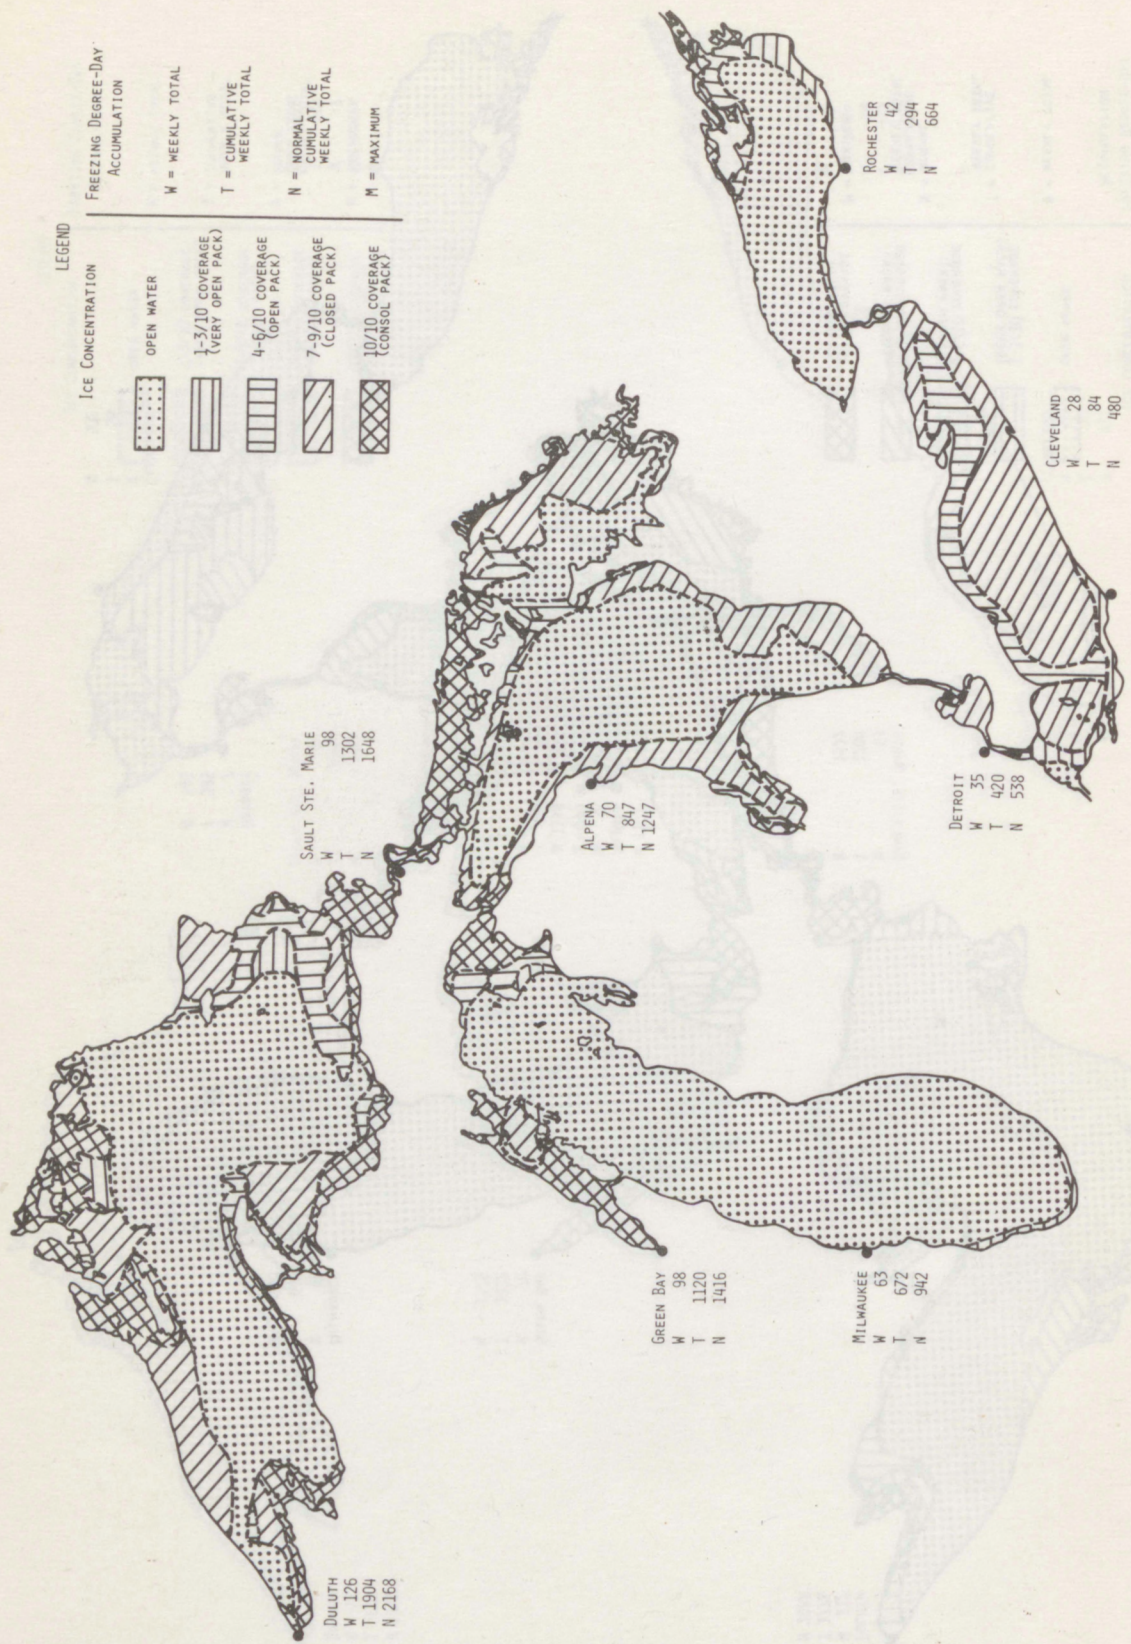 LEGEND
ICE CONCENTRATION
OPEN WATER
1-3/10 COVERAGE
(VERY OPEN PACK)
4-6/10 COVERAGE
(OPEN PACK)
7-9/10 COVERAGE
(CLOSED PACK)
10/10 COVERAGE
(CONSOL PACK)
FREEZING DEGREE-DAY
ACCUMULATION
W = WEEKLY TOTAL
T = CUMULATIVE
WEEKLY TOTAL
N = NORMAL
CUMULATIVE
WEEKLY TOTAL
M = MAXIMUM
DULUTH
W 126
T 1904
N 2168
SAULT STE. MARIE
W 98
T 1302
N 1648
GREEN BAY
W 98
T 1120
N 1416
MILWAUKEE
W 63
T 672
N 942
ALPENA
W 70
T 847
N 1247
DETROIT
W 35
T 420
N 538
CLEVELAND
W 28
T 84
N 480
ROCHESTER
W 42
T 294
N 664